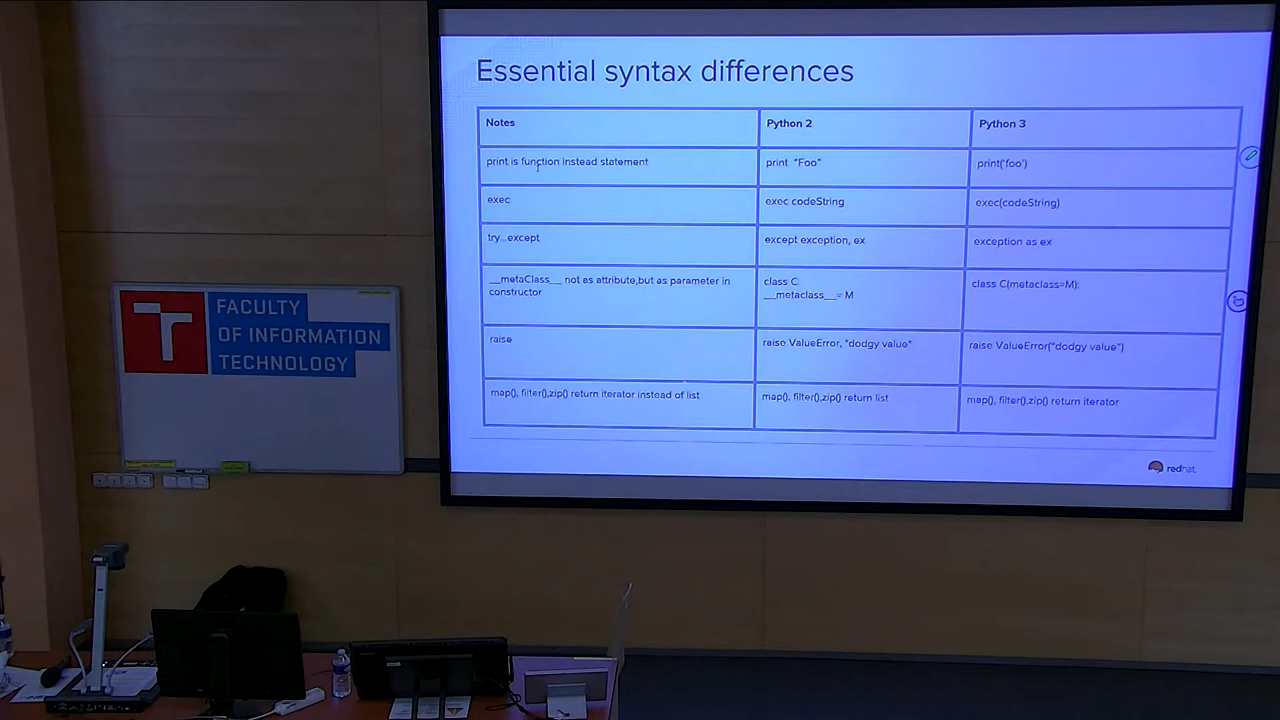 Essential syntax differences
Notes
Python 2
Python 3
print is function instead statement
print "Foo"
print('foo')
exec
exec codeString
exec(codeString)
try...except
except exception, ex
exception as ex
__metaClass__ not es attribute,but as parameter in
constructor
class C:
__metaclass__= M
class C(metaclass=M):
raise
raise ValueError, "dodgy value"
raise ValueError("dodgy value")
map(), filter(),zip() return iterator instead of list
map(), filter(),zip() return list
map(), filter(),zip() return iterator
redhat.
FACULTY
OF INFORMATION
TECHNOLOGY